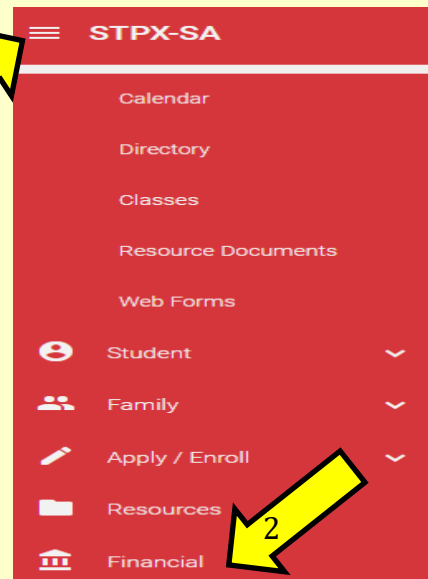 STPX-SA
Calendar
Directory
Classes
Resource Documents
Web Forms
Student
Family
Apply / Enroll
Resources
2
Financial